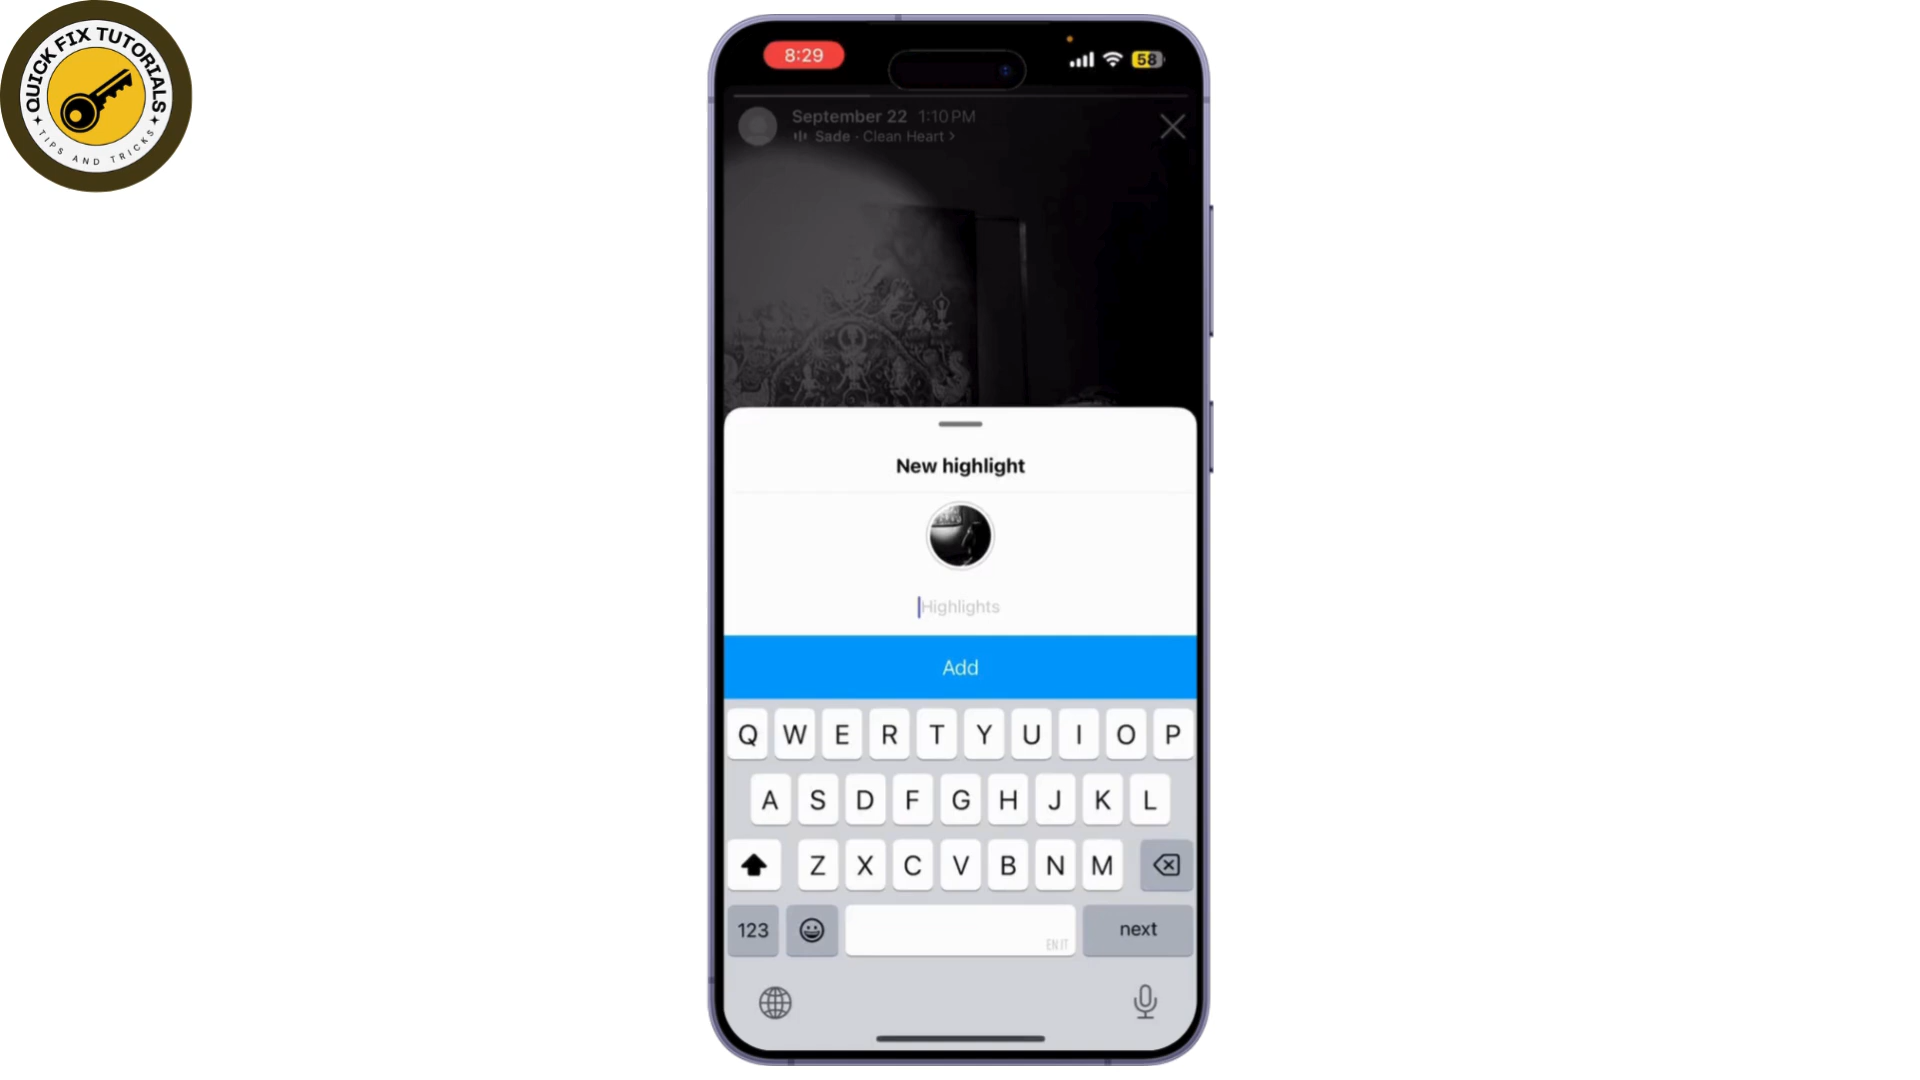 QUICK FIX TUTORIALS
TIPS AND TRICKS
8:29
58
September 22 1:10 PM
Sade · Clean Heart >
New highlight
Highlights
Add
Q W E R T Y U I O P
A S D F G H J K L
Z X C V B N M
123
EN IT
next